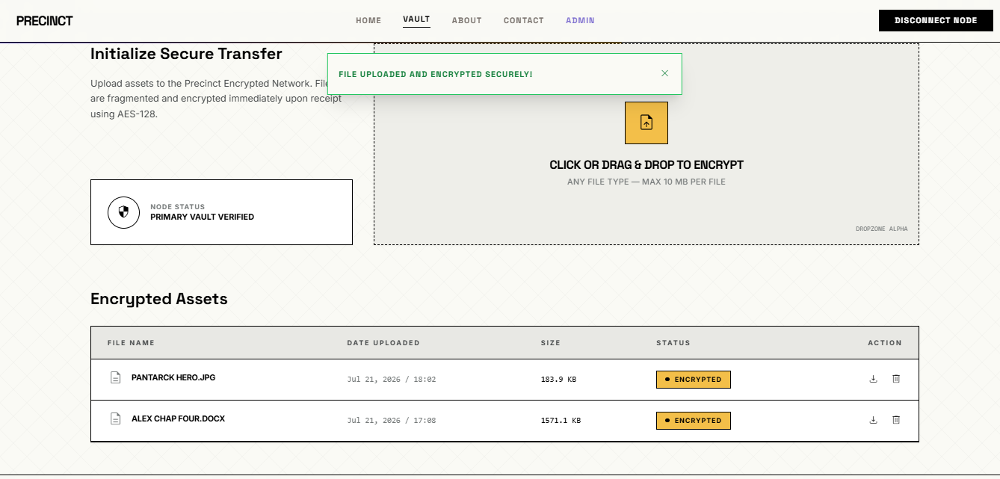 PRECINCT
HOME VAULT ABOUT CONTACT ADMIN
DISCONNECT NODE
Initialize Secure Transfer
Upload assets to the Precinct Encrypted Network. File
are fragmented and encrypted immediately upon receipt
using AES-128.
FILE UPLOADED AND ENCRYPTED SECURELY!
CLICK OR DRAG & DROP TO ENCRYPT
ANY FILE TYPE — MAX 10 MB PER FILE
DROPZONE ALPHA
NODE STATUS
PRIMARY VAULT VERIFIED
Encrypted Assets
FILE NAME DATE UPLOADED SIZE STATUS ACTION
PANTARCK HERO.JPG Jul 21, 2026 / 18:02 183.9 KB ENCRYPTED
ALEX CHAP FOUR.DOCX Jul 21, 2026 / 17:08 1571.1 KB ENCRYPTED